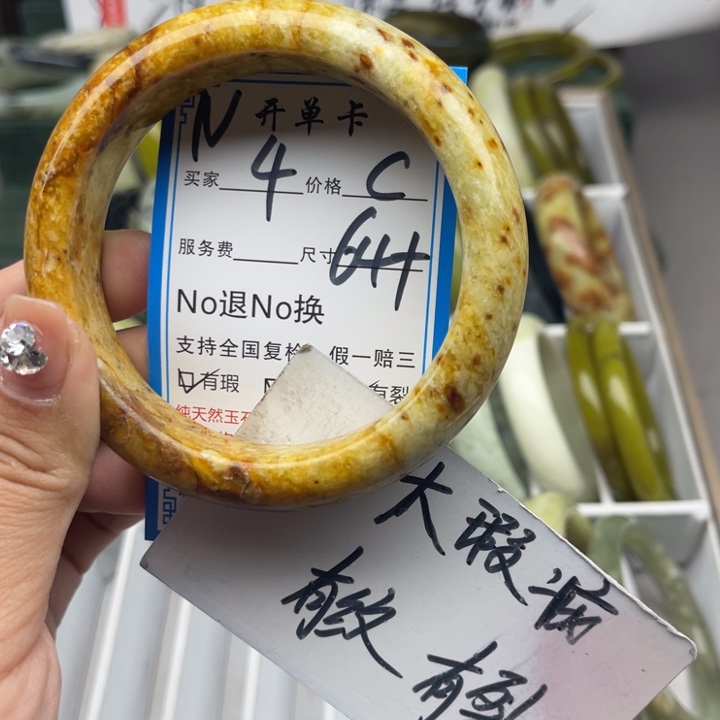 N 开单卡
买家 4 价格 C
服务费 尺寸 64+
No退No换
支持全国复检 假一赔三
☑有瑕 有裂
纯天然玉石
大瑕病
有纹
有裂